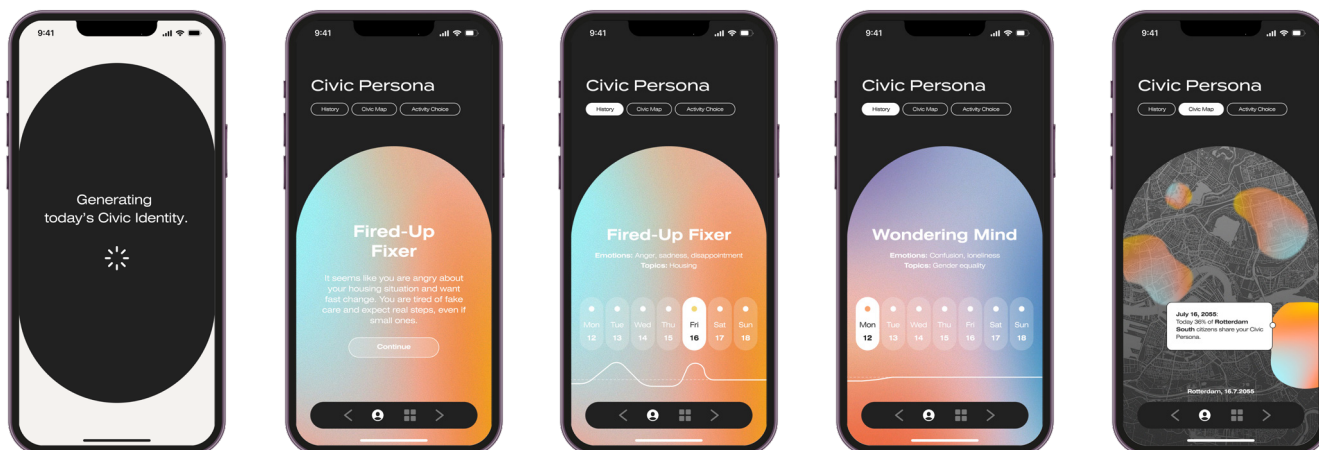 9:41
Generating
today's Civic Identity.
9:41
Civic Persona
History Civic Map Activity Choice
Fired-Up
Fixer
It seems like you are angry about
your housing situation and want
fast change. You are tired of fake
care and expect real steps, even if
small ones.
Continue
9:41
Civic Persona
History Civic Map Activity Choice
Fired-Up Fixer
Emotions: Anger, sadness, disappointment
Topics: Housing
Mon Tue Wed Thu Fri Sat Sun
12 13 14 15 16 17 18
9:41
Civic Persona
History Civic Map Activity Choice
Wondering Mind
Emotions: Confusion, loneliness
Topics: Gender equality
Mon Tue Wed Thu Fri Sat Sun
12 13 14 15 16 17 18
9:41
Civic Persona
History Civic Map Activity Choice
July 16, 2055:
Today 36% of Rotterdam
South citizens share your Civic
Persona.
Rotterdam, 16.7.2055